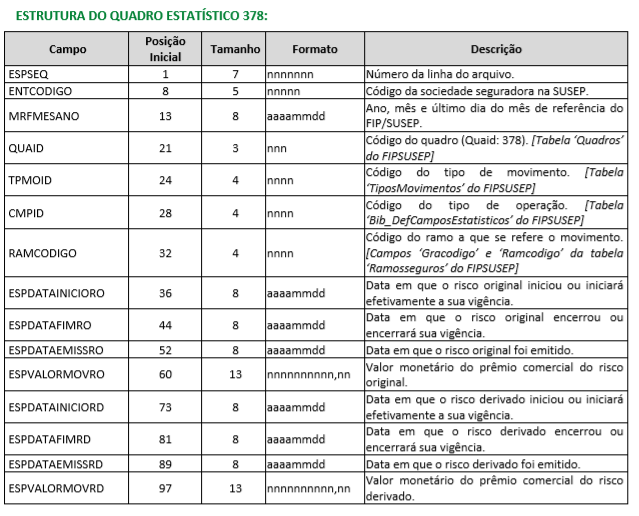 ESTRUTURA DO QUADRO ESTATÍSTICO 378:
Campo Posição Inicial Tamanho Formato Descrição
ESPSEQ 1 7 nnnnnnn Número da linha do arquivo.
ENTCODIGO 8 5 nnnnn Código da sociedade seguradora na SUSEP.
MRFMESANO 13 8 aaaammdd Ano, mês e último dia do mês de referência do
FIP/SUSEP.
QUAID 21 3 nnn Código do quadro (Quaid: 378). [Tabela ‘Quadros’
do FIPSUSEP]
TPMOID 24 4 nnnn Código do tipo de movimento. [Tabela
‘TiposMovimentos’ do FIPSUSEP]
CMPID 28 4 nnnn Código do tipo de operação. [Tabela
‘Bib_DefCamposEstatisticos’ do FIPSUSEP]
RAMCODIGO 32 4 nnnn Código do ramo a que se refere o movimento.
[Campos ‘Gracodigo’ e ‘Ramcodigo’ da tabela
‘Ramosseguros’ do FIPSUSEP]
ESPDATAINICIORO 36 8 aaaammdd Data em que o risco original iniciou ou iniciará
efetivamente a sua vigência.
ESPDATAFIMRO 44 8 aaaammdd Data em que o risco original encerrou ou
encerrará sua vigência.
ESPDATAEMISSRO 52 8 aaaammdd Data em que o risco original foi emitido.
ESPVALORMOVRO 60 13 nnnnnnnnnn,nn Valor monetário do prêmio comercial do risco
original.
ESPDATAINICIORD 73 8 aaaammdd Data em que o risco derivado iniciou ou iniciará
efetivamente a sua vigência.
ESPDATAFIMRD 81 8 aaaammdd Data em que o risco derivado encerrou ou
encerrará sua vigência.
ESPDATAEMISSRD 89 8 aaaammdd Data em que o risco derivado foi emitido.
ESPVALORMOVRD 97 13 nnnnnnnnnn,nn Valor monetário do prêmio comercial do risco
derivado.